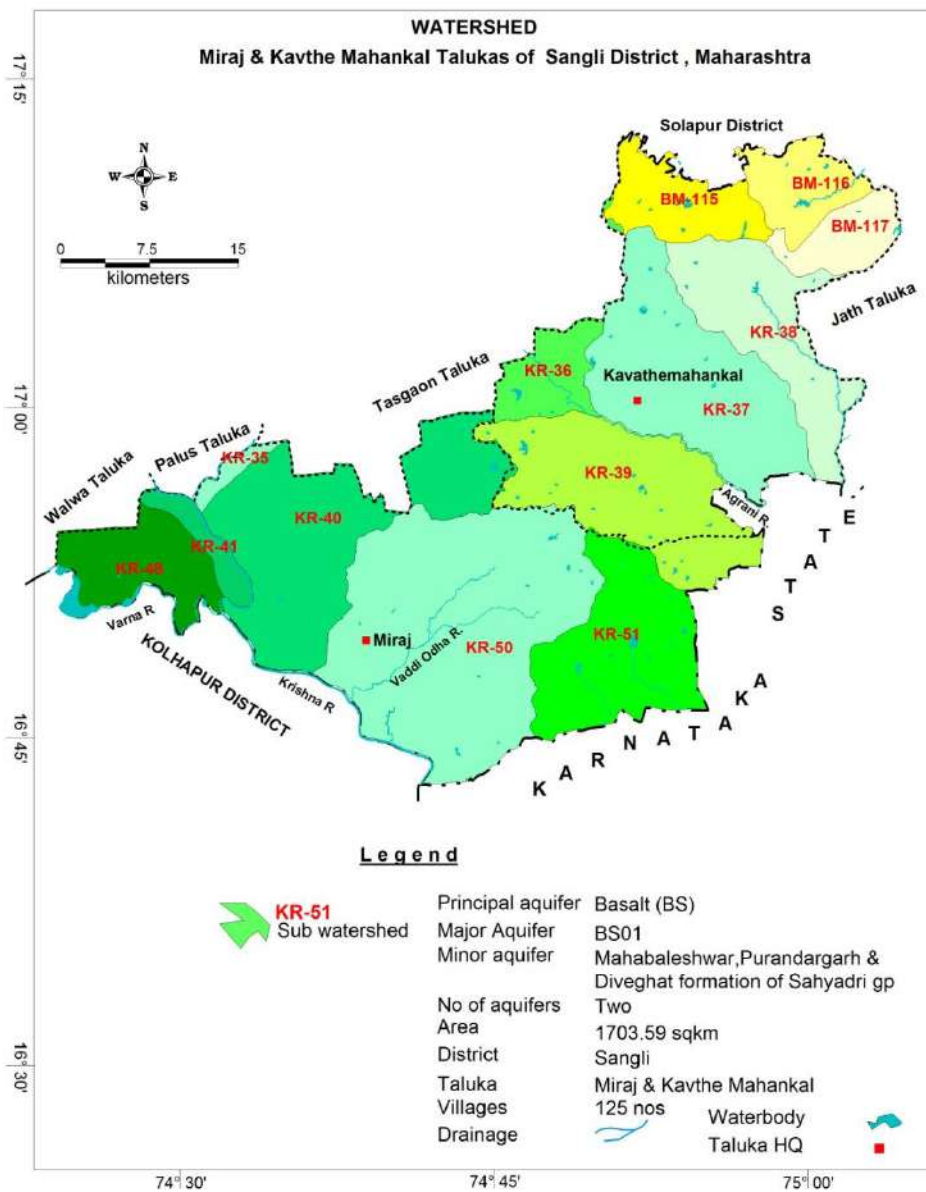 WATERSHED
Miraj & Kavthe Mahankal Talukas of Sangli District , Maharashtra
17° 15'
Solapur District
N
W E
S
BM-116
BM-115
BM-117
0 7.5 15
kilometers
Jath Taluka
KR-38
KR-36
Tasgaon Taluka
Kavathemahankal
17° 00'
KR-37
Palus Taluka
KR-35
Walwa Taluka
KR-39
Agrani R.
KR-40
KR-41
KR-48
Varna R
KR-51
Miraj
KR-50
Vaddi Odha R.
KOLHAPUR DISTRICT
Krishna R
KARNATAKA STATE
16° 45'
Legend
KR-51
Sub watershed
Principal aquifer Basalt (BS)
Major Aquifer BS01
Minor aquifer Mahabaleshwar,Purandargarh &
Diveghat formation of Sahyadri gp
No of aquifers Two
Area 1703.59 sqkm
District Sangli
16° 30'
Taluka Miraj & Kavthe Mahankal
Villages 125 nos
Waterbody
Drainage
Taluka HQ
74° 30' 74° 45' 75° 00